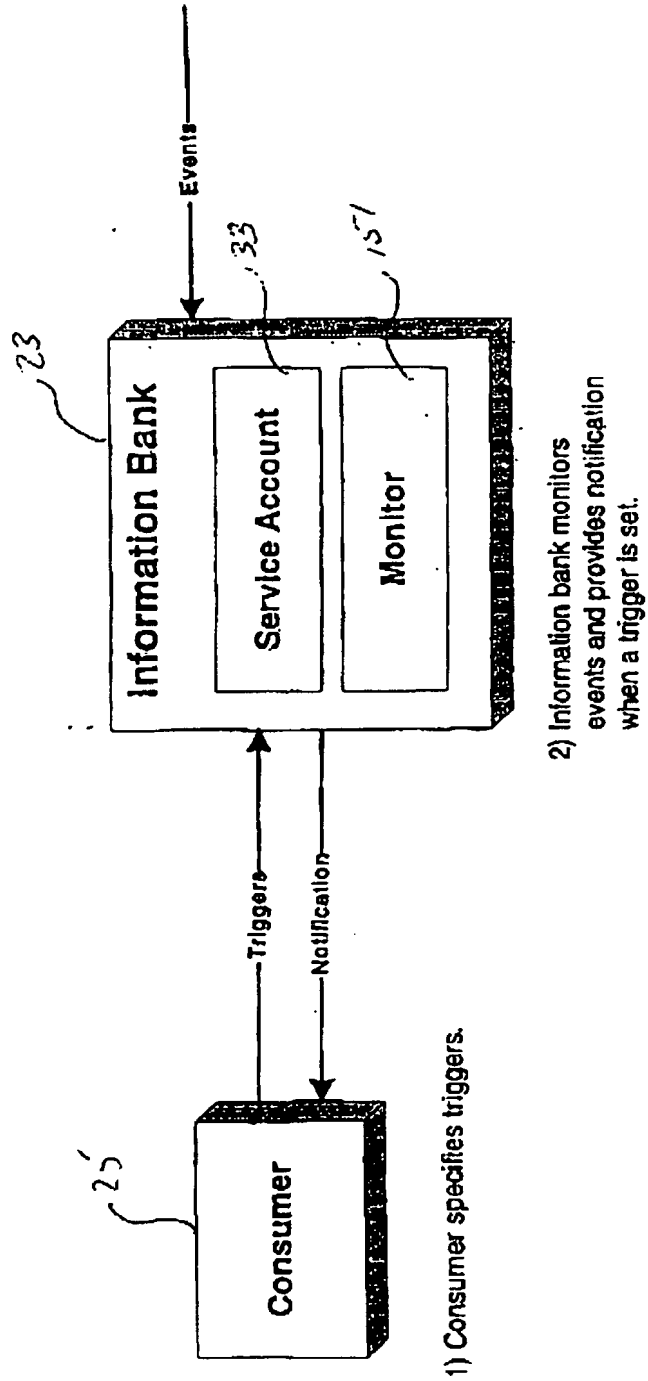 23
Information Bank
Events
33
Service Account
151
Monitor
Triggers
Notification
25
Consumer
1) Consumer specifies triggers.
2) Information bank monitors
events and provides notification
when a trigger is set.